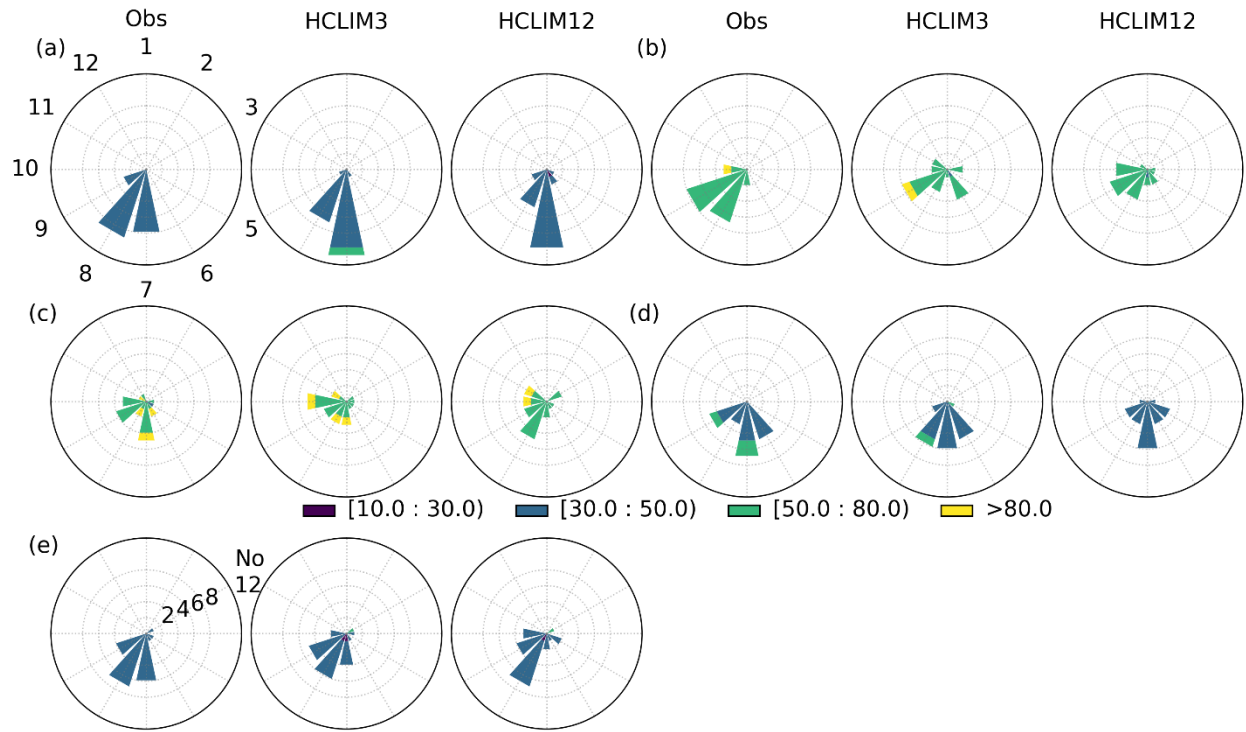 Obs HCLIM3 HCLIM12 Obs HCLIM3 HCLIM12
(a) 1 (b)
12 2
11 3
10
9 5
8 6
7
(c) (d)
[10.0 : 30.0) [30.0 : 50.0) [50.0 : 80.0) >80.0
(e) No
2 4 6 8 12